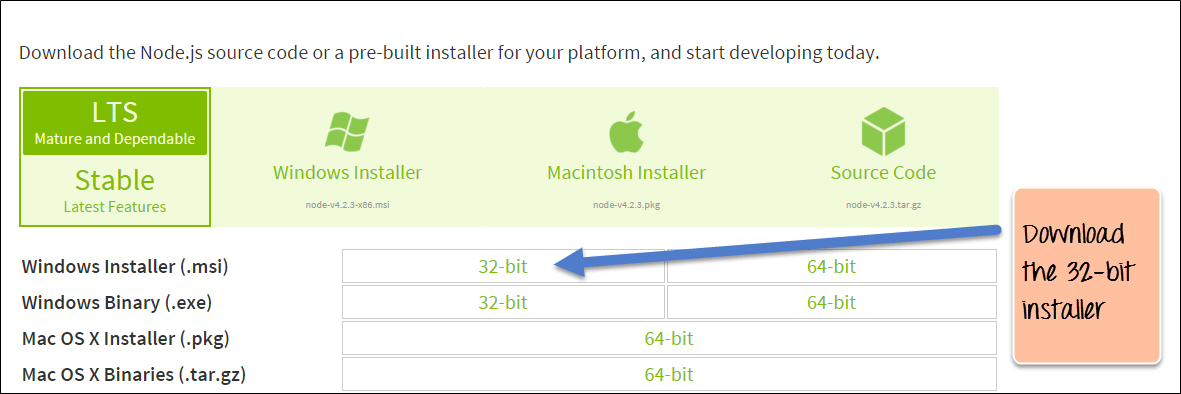 Download the Node.js source code or a pre-built installer for your platform, and start developing today.
LTS
Mature and Dependable
Stable
Latest Features
Windows Installer
node-v4.2.3-x86.msi
Macintosh Installer
node-v4.2.3.pkg
Source Code
node-v4.2.3.tar.gz
Windows Installer (.msi) 32-bit 64-bit
Windows Binary (.exe) 32-bit 64-bit
Mac OS X Installer (.pkg) 64-bit
Mac OS X Binaries (.tar.gz) 64-bit
Download
the 32-bit
installer